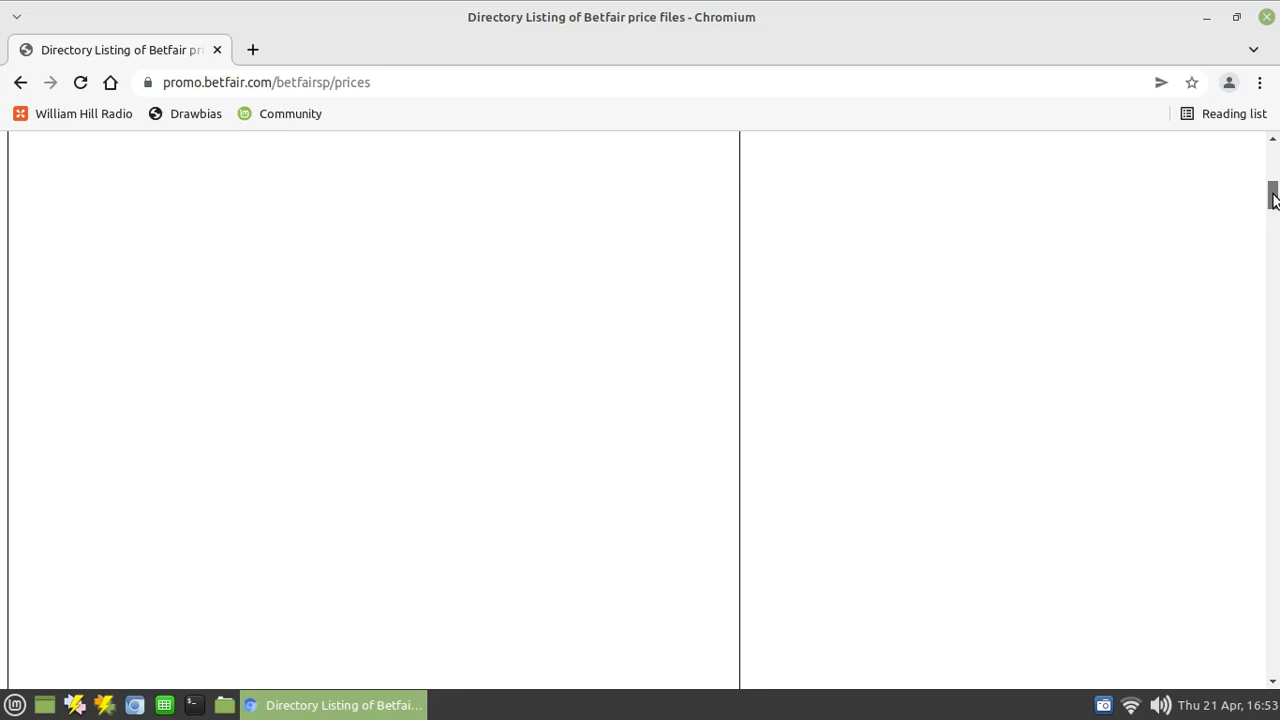 Directory Listing of Betfair price files - Chromium
Directory Listing of Betfair pri
promo.betfair.com/betfairsp/prices
William Hill Radio Drawbias Community Reading list
Directory Listing of Betfai... Thu 21 Apr, 16:53